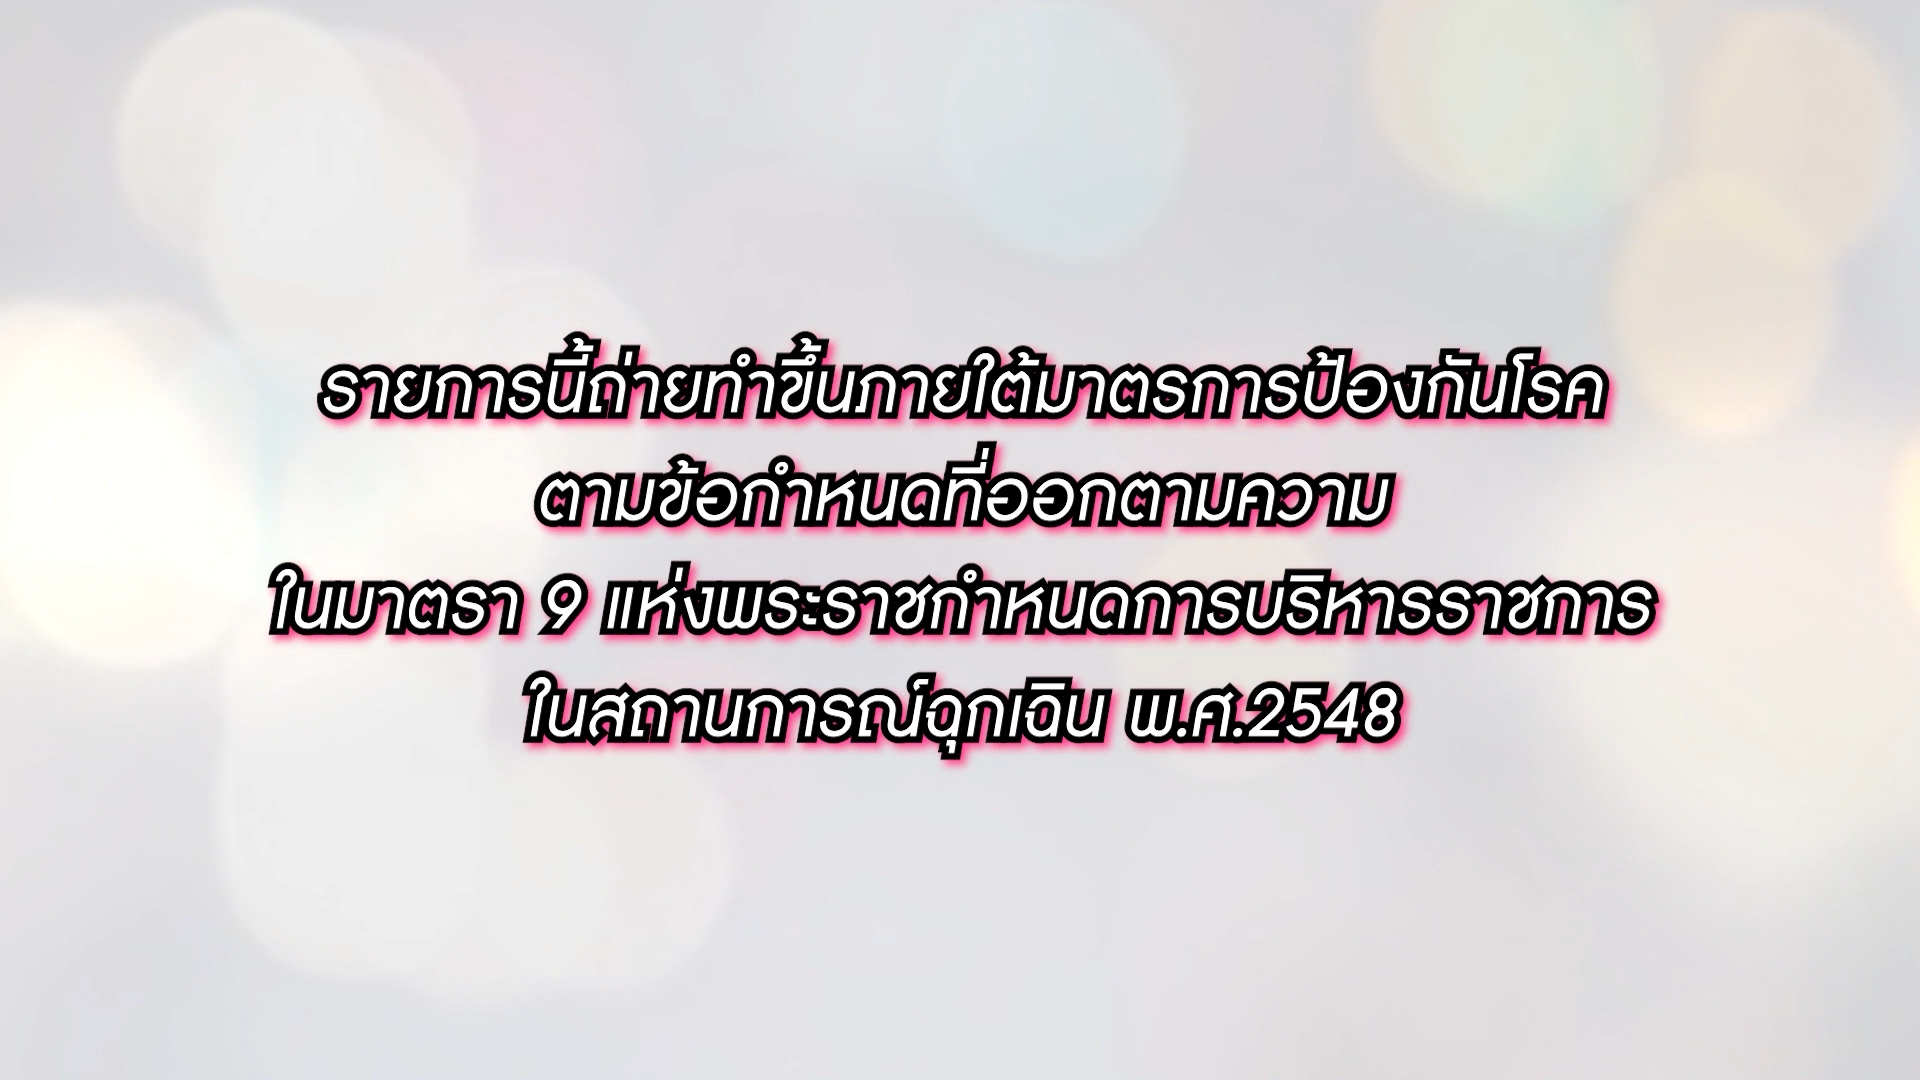 รายการนี้ถ่ายทำขึ้นภายใต้มาตรการป้องกันโรค
ตามข้อกำหนดที่ออกตามความ
ในมาตรา 9 แห่งพระราชกำหนดการบริหารราชการ
ในสถานการณ์ฉุกเฉิน พ.ศ.2548